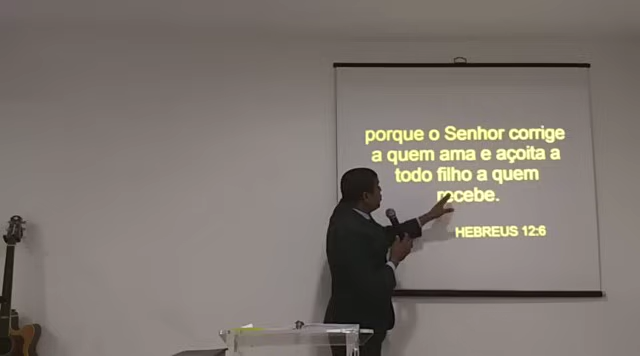 porque o Senhor corrige
a quem ama e açoita a
todo filho a quem
recebe.
HEBREUS 12:6